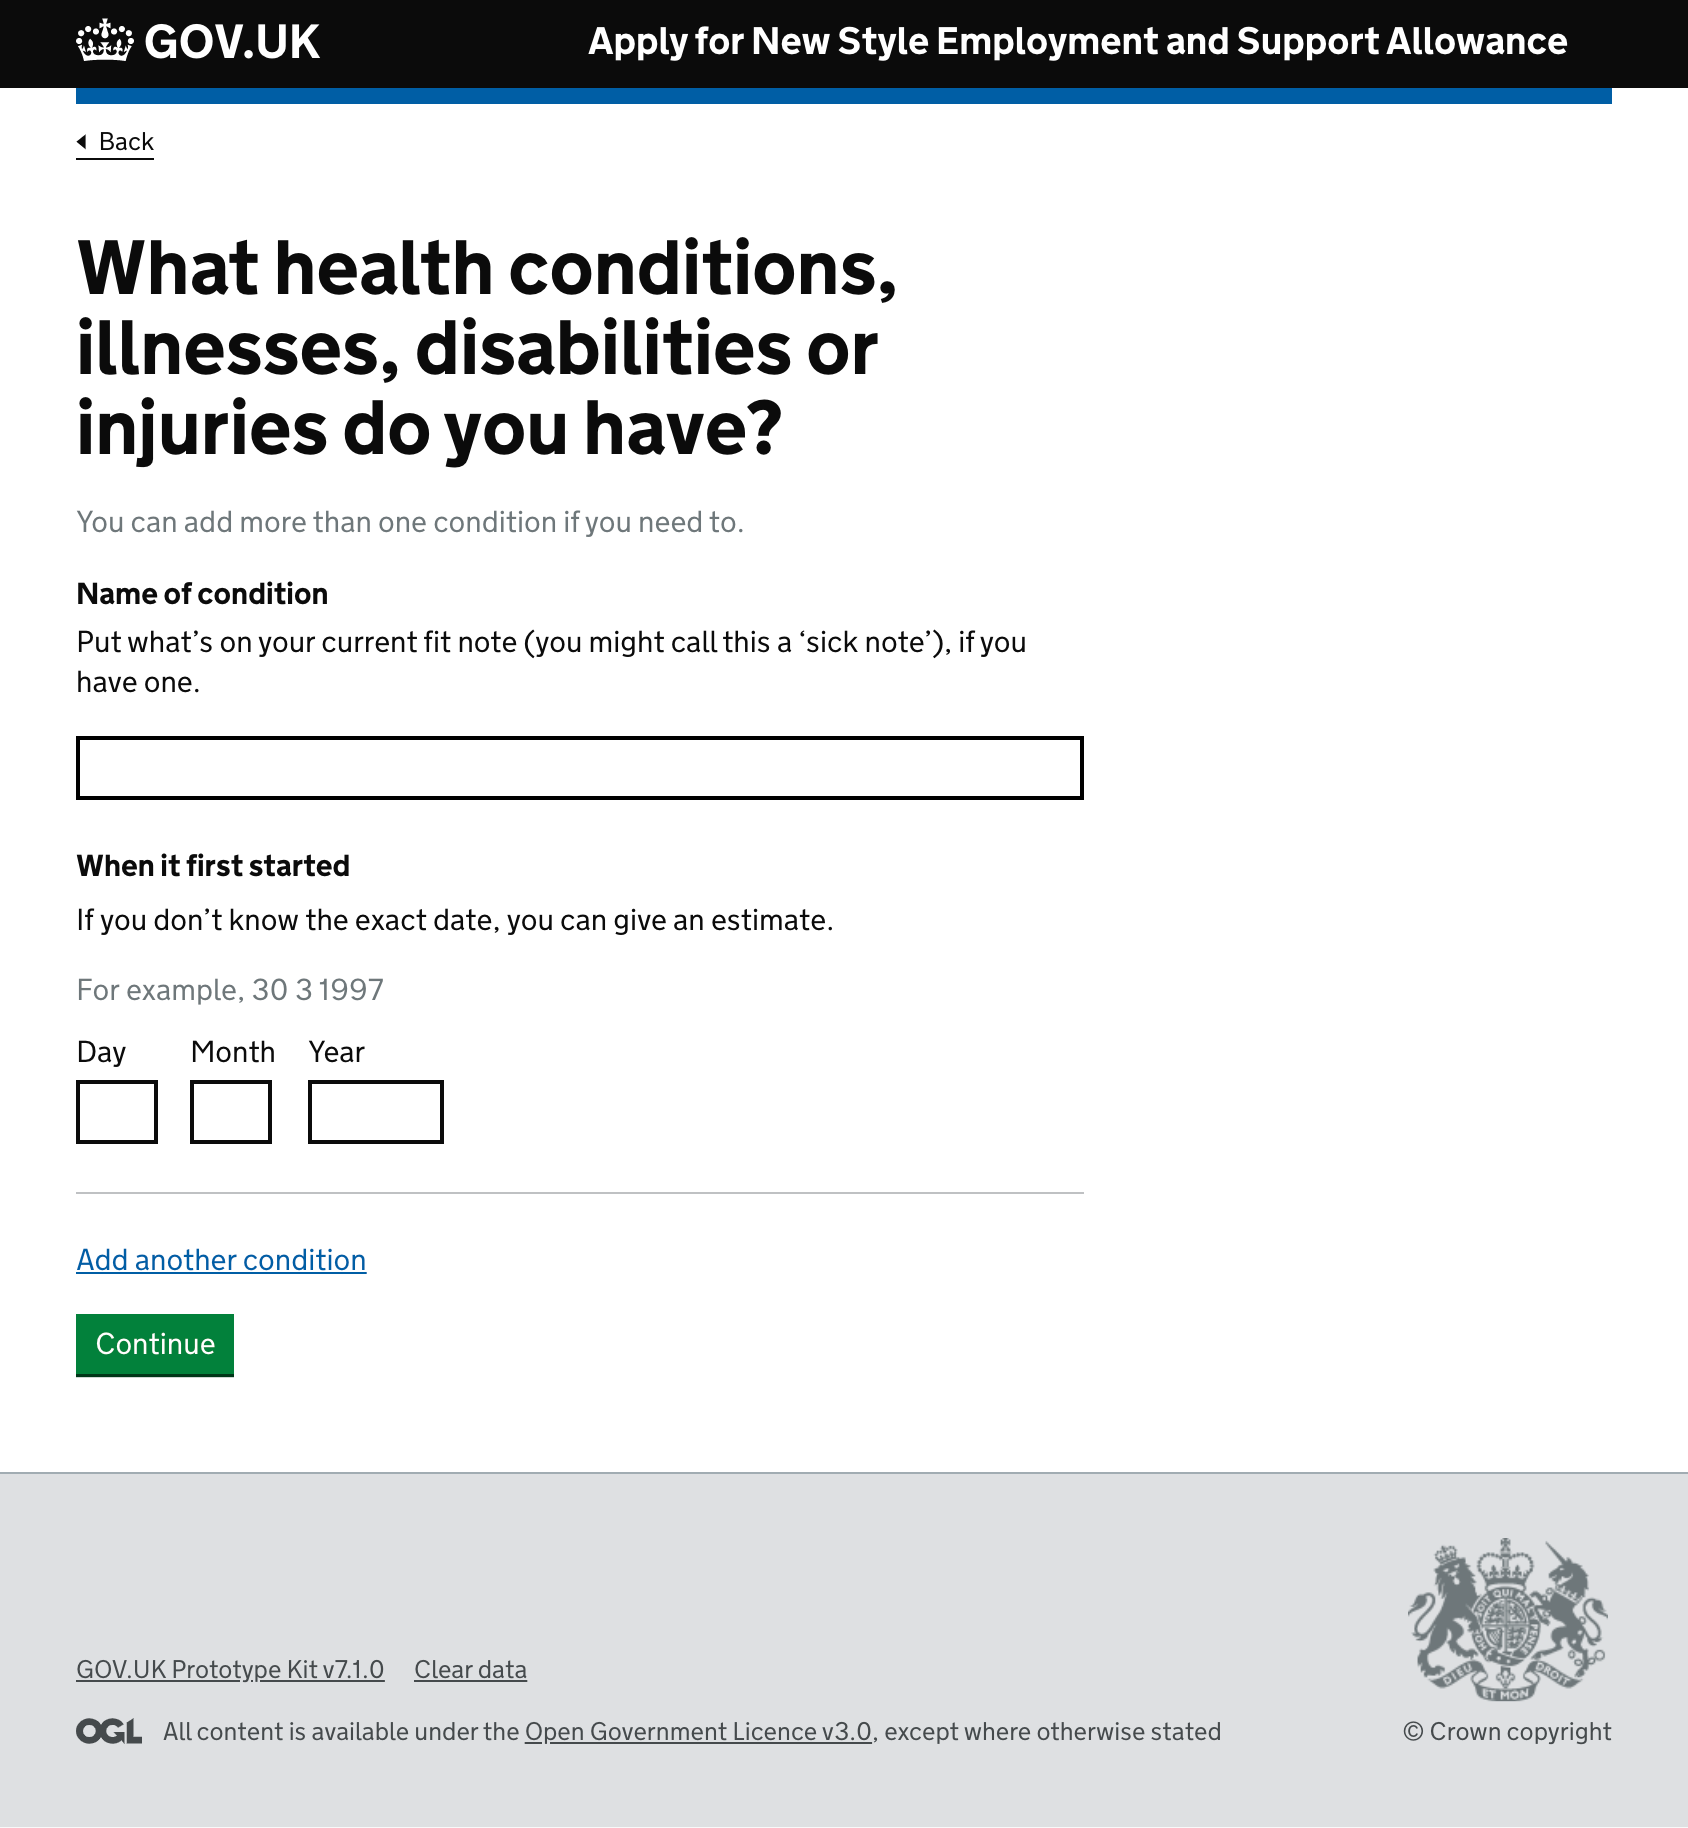 GOV.UK
Apply for New Style Employment and Support Allowance
Back
What health conditions,
illnesses, disabilities or
injuries do you have?
You can add more than one condition if you need to.
Name of condition
Put what’s on your current fit note (you might call this a ‘sick note’), if you
have one.
When it first started
If you don’t know the exact date, you can give an estimate.
For example, 30 3 1997
Day Month Year
Add another condition
Continue
GOV.UK Prototype Kit v7.1.0 Clear data
DIEU ET MON DROIT
OGL All content is available under the Open Government Licence v3.0, except where otherwise stated
© Crown copyright